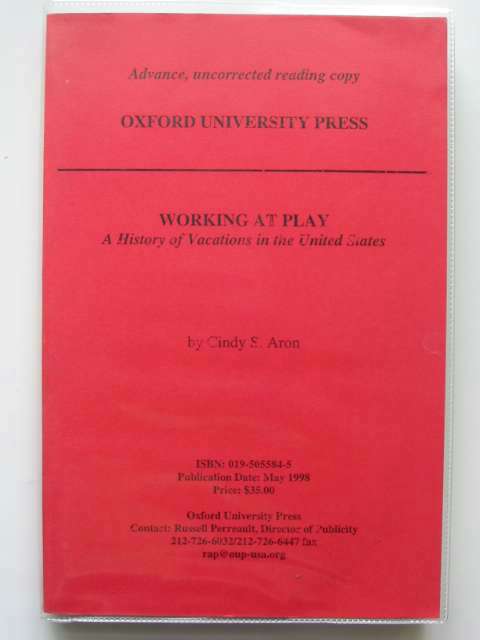 Advance, uncorrected reading copy
OXFORD UNIVERSITY PRESS
WORKING AT PLAY
A History of Vacations in the United States
by Cindy S. Aron
ISBN: 019-505584-5
Publication Date: May 1998
Price: $35.00
Oxford University Press
Contact: Russell Perreault, Director of Publicity
212-726-6032/212-726-6447 fax
rap@oup-usa.org